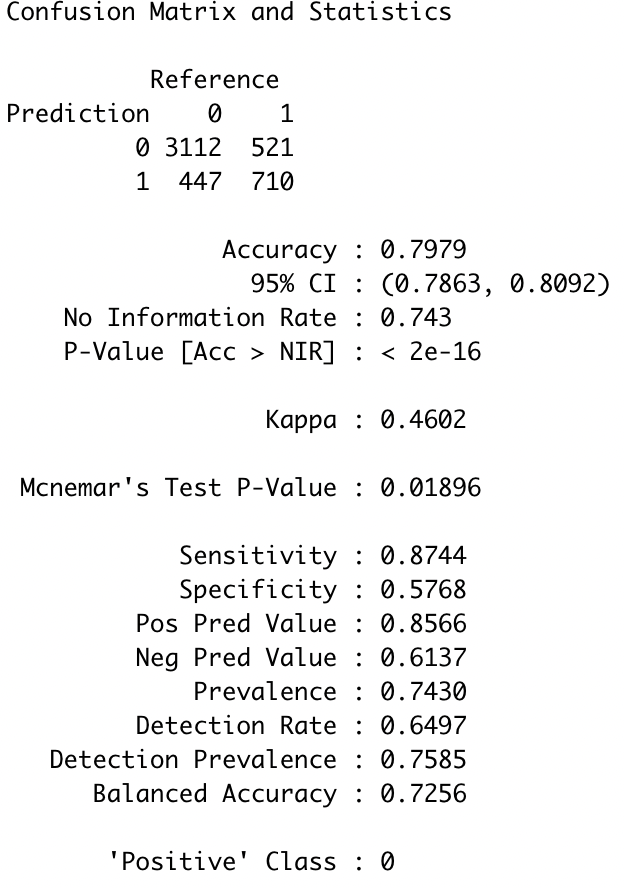 Confusion Matrix and Statistics
Reference
Prediction 0 1
0 3112 521
1 447 710
Accuracy : 0.7979
95% CI : (0.7863, 0.8092)
No Information Rate : 0.743
P-Value [Acc > NIR] : < 2e-16
Kappa : 0.4602
Mcnemar's Test P-Value : 0.01896
Sensitivity : 0.8744
Specificity : 0.5768
Pos Pred Value : 0.8566
Neg Pred Value : 0.6137
Prevalence : 0.7430
Detection Rate : 0.6497
Detection Prevalence : 0.7585
Balanced Accuracy : 0.7256
'Positive' Class : 0